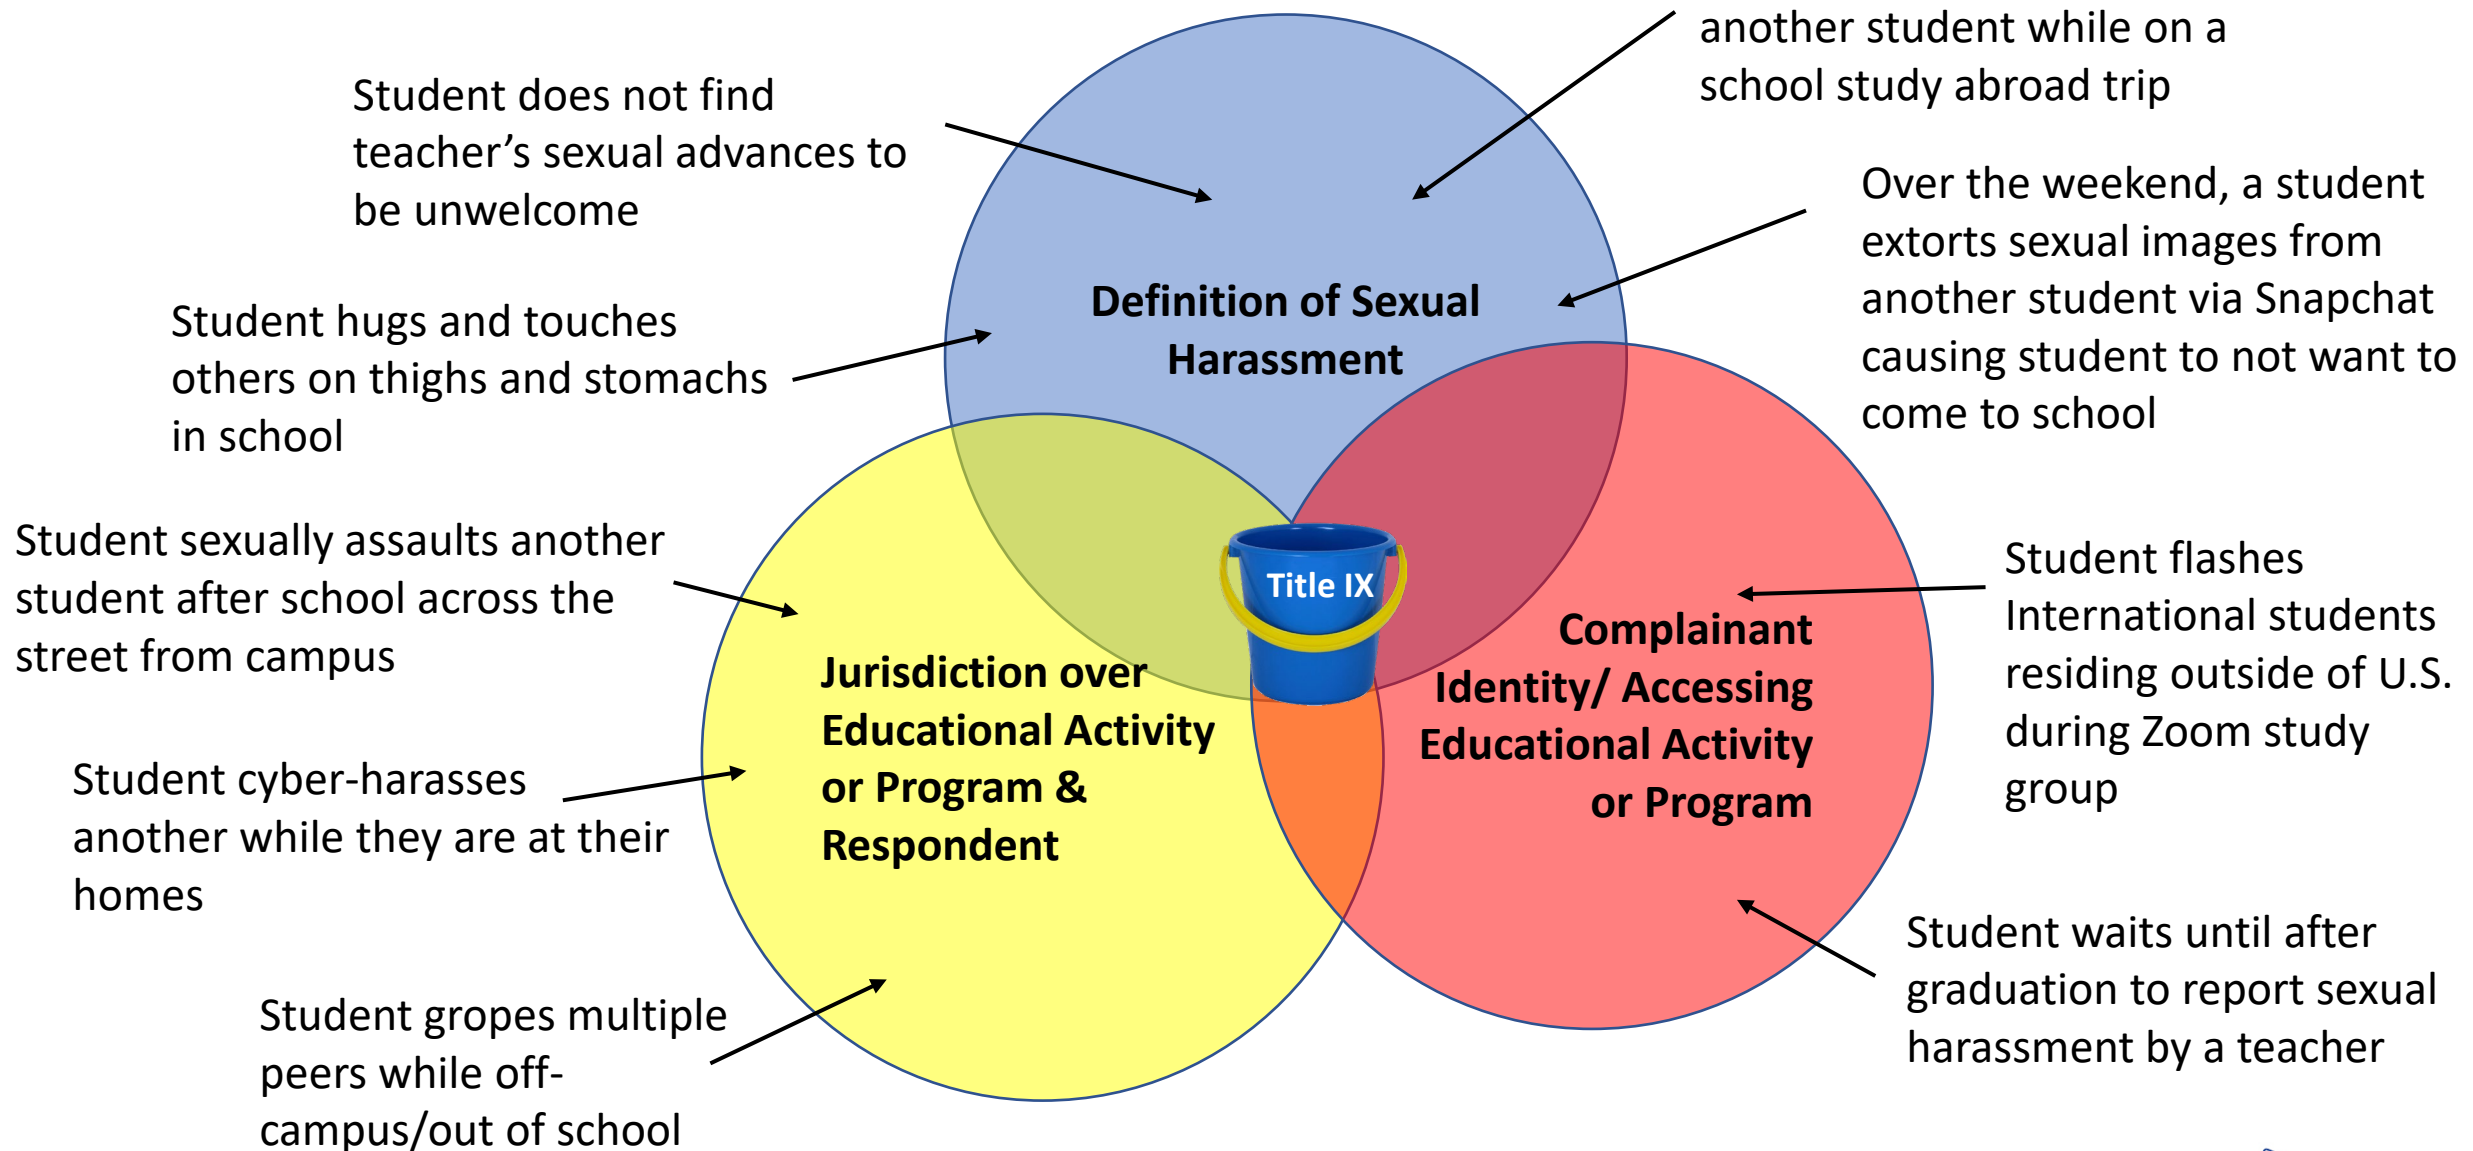 another student while on a
school study abroad trip
Student does not find
teacher’s sexual advances to
be unwelcome
Over the weekend, a student
extorts sexual images from
another student via Snapchat
causing student to not want to
come to school
Definition of Sexual
Harassment
Student hugs and touches
others on thighs and stomachs
in school
Student sexually assaults another
student after school across the
street from campus
Title IX
Student flashes
International students
residing outside of U.S.
during Zoom study
group
Complainant
Identity/ Accessing
Educational Activity
or Program
Jurisdiction over
Educational Activity
or Program &
Respondent
Student cyber-harasses
another while they are at their
homes
Student waits until after
graduation to report sexual
harassment by a teacher
Student gropes multiple
peers while off-
campus/out of school